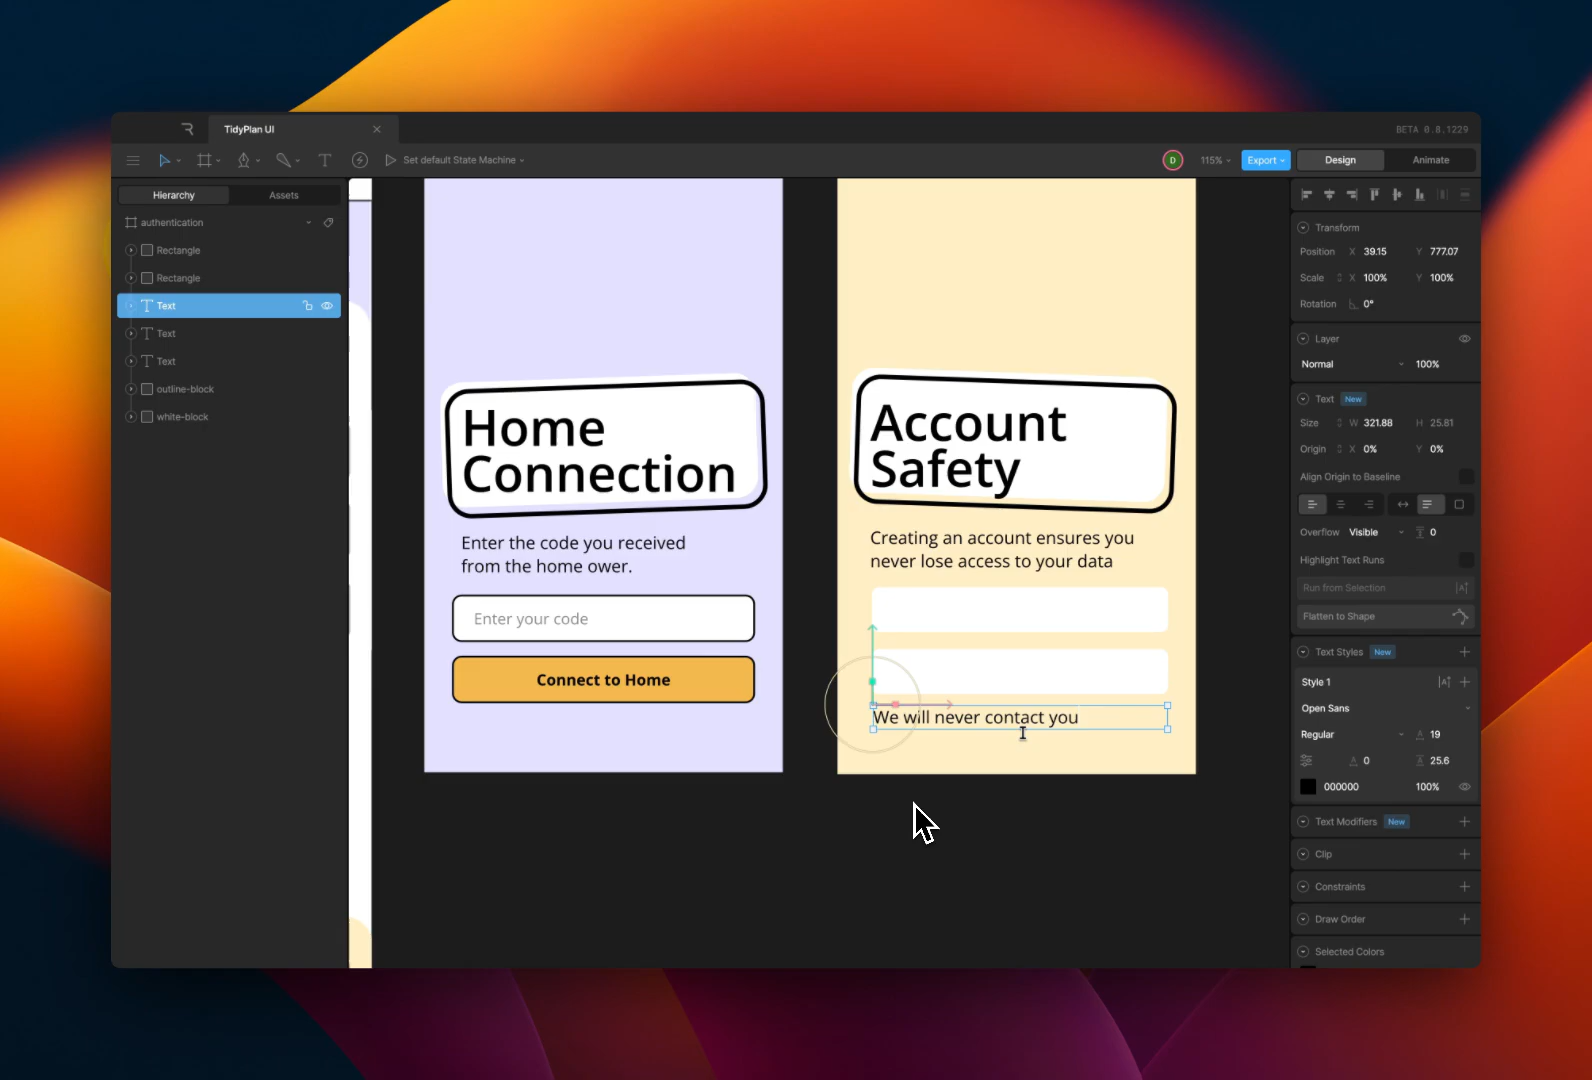 TidyPlan UI
BETA 0.8.1229
Set default State Machine
D
115%
Export
Design
Animate
Hierarchy
Assets
authentication
Rectangle
Rectangle
Text
Text
Text
outline-block
white-block
Home
Connection
Enter the code you received
from the home ower.
Enter your code
Connect to Home
Account
Safety
Creating an account ensures you
never lose access to your data
We will never contact you
Transform
Position X 39.15 Y 777.07
Scale X 100% Y 100%
Rotation 0°
Layer
Normal 100%
Text New
Size W 321.88 H 25.81
Origin X 0% Y 0%
Align Origin to Baseline
Overflow Visible 0
Highlight Text Runs
Run from Selection
Flatten to Shape
Text Styles New
Style 1
Open Sans
Regular 19
0 25.6
000000 100%
Text Modifiers New
Clip
Constraints
Draw Order
Selected Colors